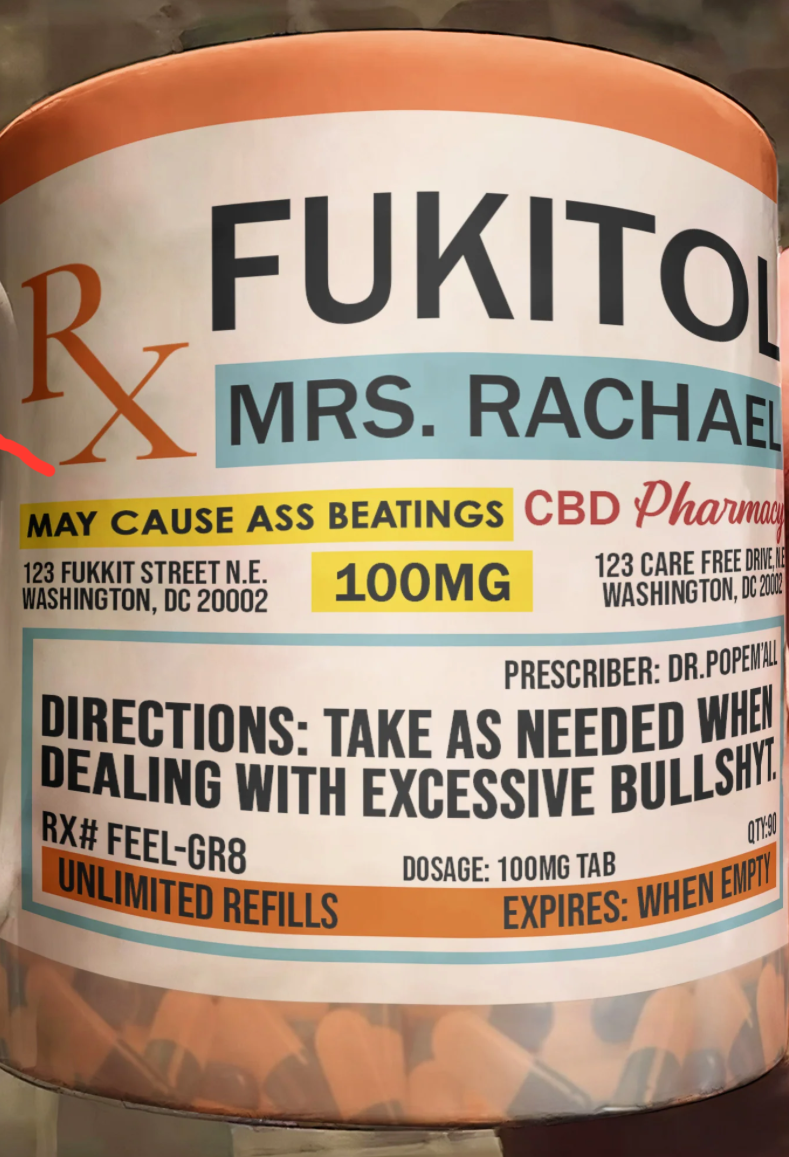 FUKITOL
RX
MRS. RACHAEL
MAY CAUSE ASS BEATINGS
CBD Pharmacy
123 FUKKIT STREET N.E.
WASHINGTON, DC 20002
100MG
123 CARE FREE DRIVE, N.E
WASHINGTON, DC 20002
PRESCRIBER: DR.POPEM'ALL
DIRECTIONS: TAKE AS NEEDED WHEN
DEALING WITH EXCESSIVE BULLSHYT.
RX# FEEL-GR8
DOSAGE: 100MG TAB
QTY:90
UNLIMITED REFILLS
EXPIRES: WHEN EMPTY